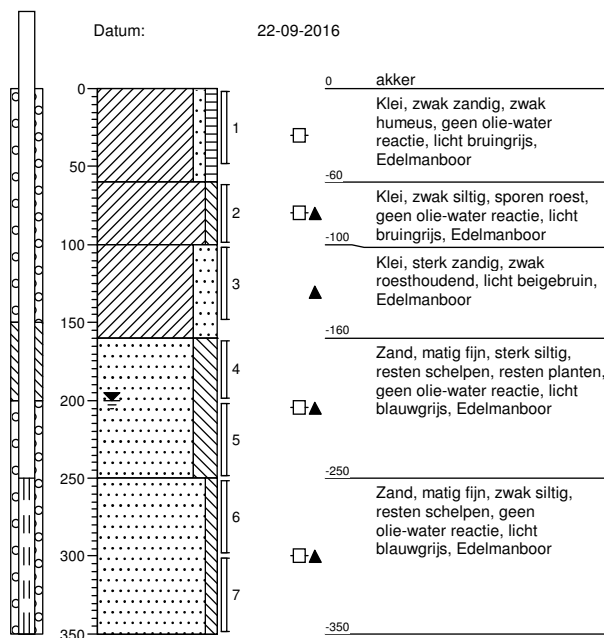 Datum: 22-09-2016
0
50
100
150
200
250
300
350
1
2
3
4
5
6
7
0 akker
Klei, zwak zandig, zwak
humeus, geen olie-water
reactie, licht bruingrijs,
Edelmanboor
-60
Klei, zwak siltig, sporen roest,
geen olie-water reactie, licht
bruingrijs, Edelmanboor
-100
Klei, sterk zandig, zwak
roesthoudend, licht beigebruin,
Edelmanboor
-160
Zand, matig fijn, sterk siltig,
resten schelpen, resten planten,
geen olie-water reactie, licht
blauwgrijs, Edelmanboor
-250
Zand, matig fijn, zwak siltig,
resten schelpen, geen
olie-water reactie, licht
blauwgrijs, Edelmanboor
-350